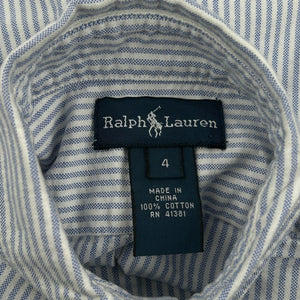 Ralph Lauren
4
MADE IN
CHINA
100% COTTON
RN 41381